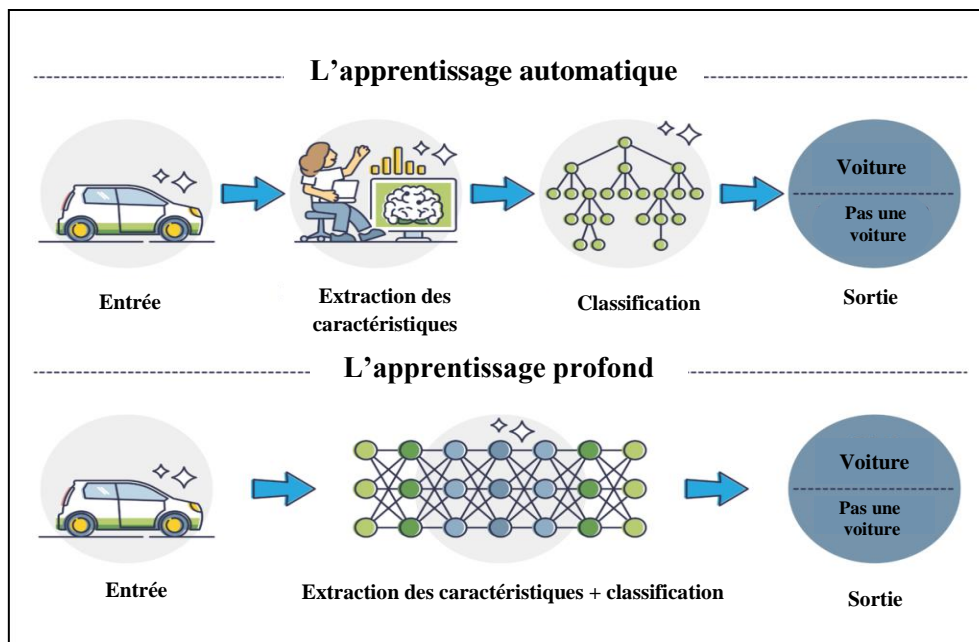 L’apprentissage automatique
Voiture
Pas une
voiture
Entrée
Extraction des
caractéristiques
Classification
Sortie
L’apprentissage profond
Voiture
Pas une
voiture
Entrée
Extraction des caractéristiques + classification
Sortie